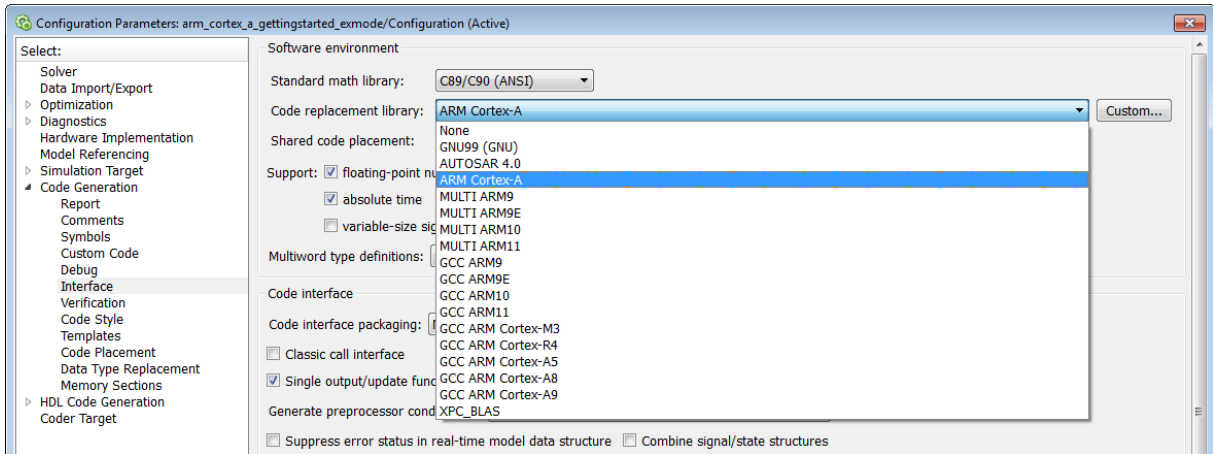 Configuration Parameters: arm_cortex_a_gettingstarted_exmode/Configuration (Active)
Select:
Solver
Data Import/Export
Optimization
Diagnostics
Hardware Implementation
Model Referencing
Simulation Target
Code Generation
Report
Comments
Symbols
Custom Code
Debug
Interface
Verification
Code Style
Templates
Code Placement
Data Type Replacement
Memory Sections
HDL Code Generation
Coder Target
Software environment
Standard math library: C89/C90 (ANSI)
Code replacement library: ARM Cortex-A Custom...
None
GNU99 (GNU)
AUTOSAR 4.0
ARM Cortex-A
MULTI ARM9
MULTI ARM9E
MULTI ARM10
MULTI ARM11
GCC ARM9
GCC ARM9E
GCC ARM10
GCC ARM11
GCC ARM Cortex-M3
GCC ARM Cortex-R4
GCC ARM Cortex-A5
GCC ARM Cortex-A8
GCC ARM Cortex-A9
XPC_BLAS
Shared code placement:
Support: floating-point nu
absolute time
variable-size sig
Multiword type definitions:
Code interface
Code interface packaging:
Classic call interface
Single output/update func
Generate preprocessor cond
Suppress error status in real-time model data structure Combine signal/state structures